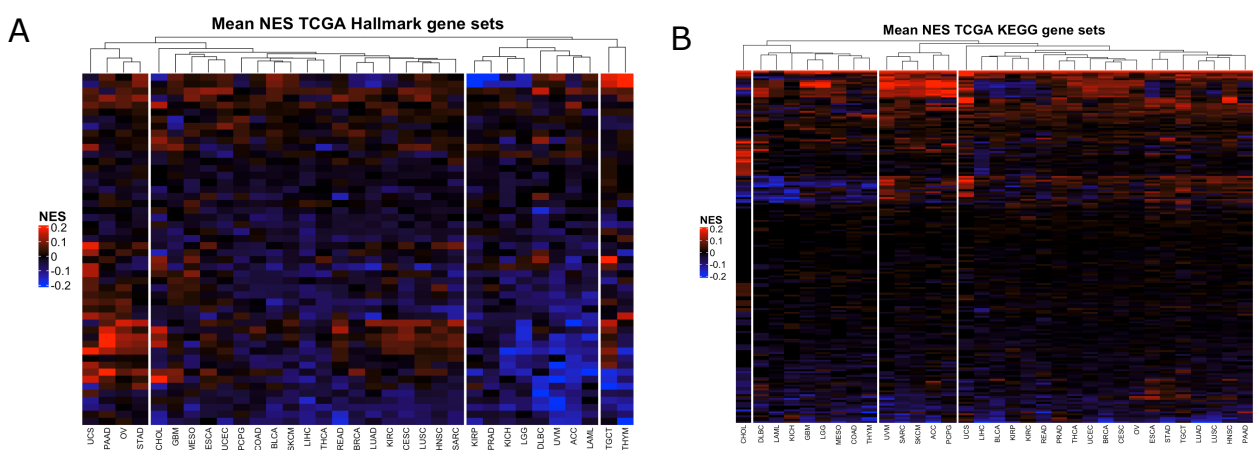 A
Mean NES TCGA Hallmark gene sets
NES
0.2
0.1
0
-0.1
-0.2
UCS PAAD OV STAD CHOL GBM MESO ESCA UCEC PCPG COAD BLCA SKCM LIHC THCA READ BRCA LUAD KIRC CESC LUSC HNSC SARC KIRP PRAD KICH LGG DLBC UVM ACC LAML TGCT THYM
B
Mean NES TCGA KEGG gene sets
NES
0.2
0.1
0
-0.1
-0.2
CHOL DLBC LAML KICH GBM LGG MESO COAD THYM UVM SARC SKCM ACC PCPG UCS LIHC BLCA KIRP KIRC READ PRAD THCA UCEC BRCA CESC OV ESCA STAD TGCT LUAD LUSC HNSC PAAD